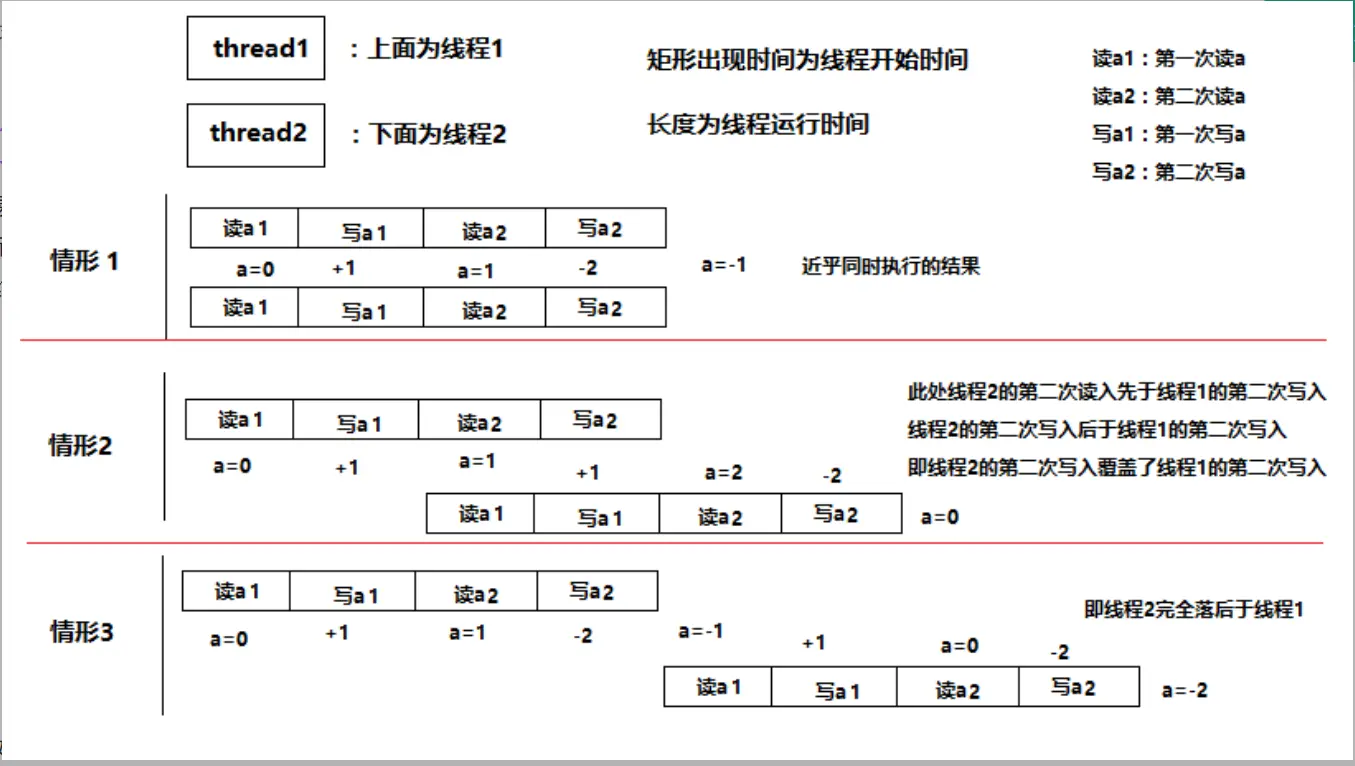 thread1 :上面为线程1
矩形出现时间为线程开始时间
读a1：第一次读a
读a2：第二次读a
thread2 :下面为线程2
长度为线程运行时间
写a1：第一次写a
写a2：第二次写a
情形 1
读a1 写a1 读a2 写a2
a=0 +1 a=1 -2 a=-1 近乎同时执行的结果
读a1 写a1 读a2 写a2
情形2
此处线程2的第二次读入先于线程1的第二次写入
读a1 写a1 读a2 写a2
线程2的第二次写入后于线程1的第二次写入
a=0 +1 a=1 +1 a=2 -2
即线程2的第二次写入覆盖了线程1的第二次写入
读a1 写a1 读a2 写a2 a=0
情形3
读a1 写a1 读a2 写a2
即线程2完全落后于线程1
a=0 +1 a=1 -2 a=-1 +1 a=0 -2
读a1 写a1 读a2 写a2 a=-2